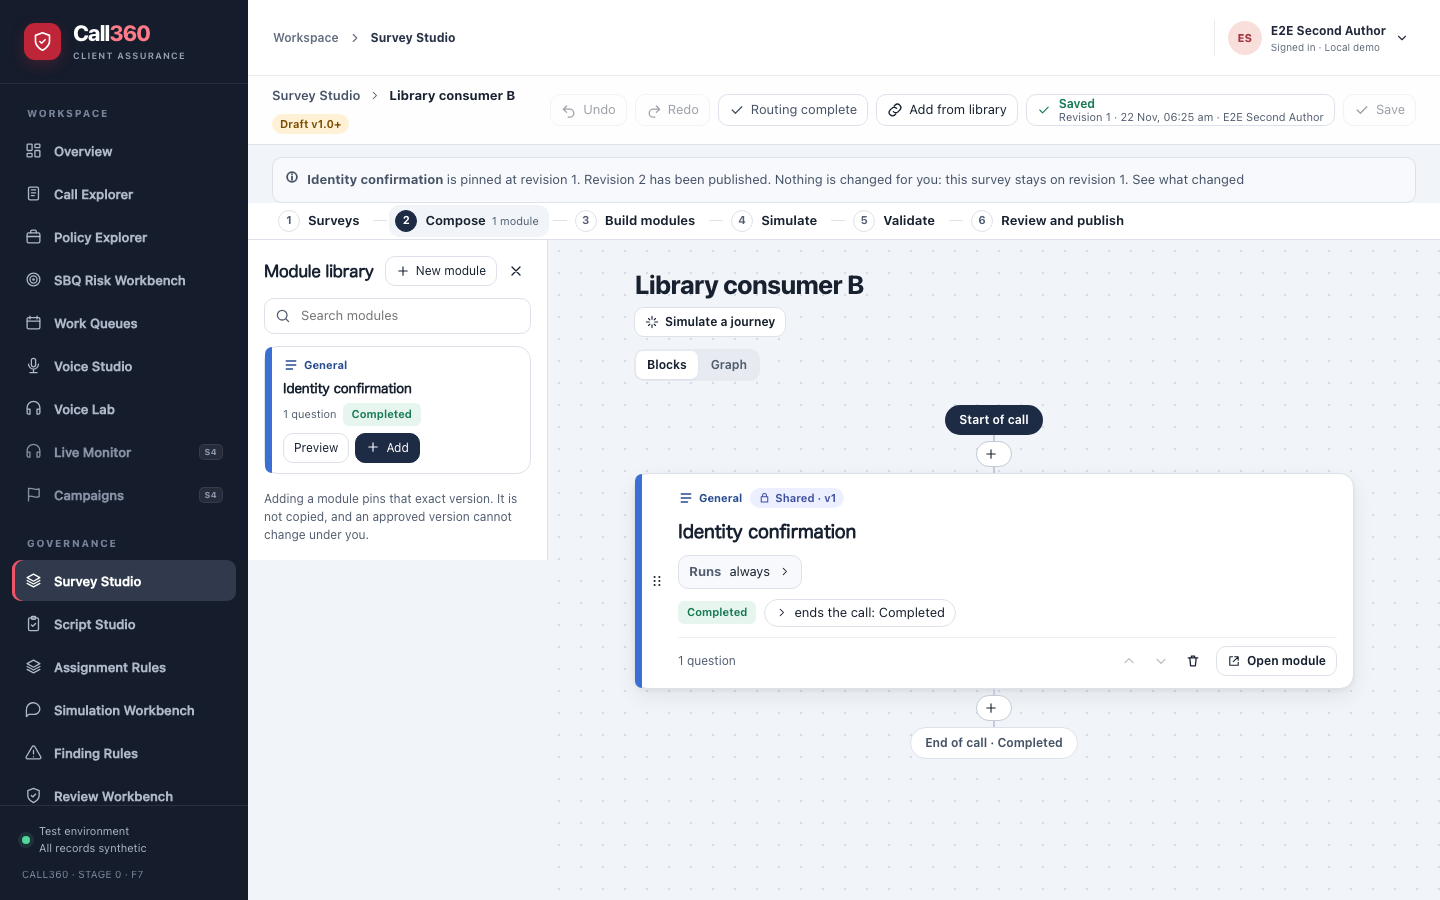 Call360
CLIENT ASSURANCE
WORKSPACE
Overview
Call Explorer
Policy Explorer
SBQ Risk Workbench
Work Queues
Voice Studio
Voice Lab
Live Monitor S4
Campaigns S4
GOVERNANCE
Survey Studio
Script Studio
Assignment Rules
Simulation Workbench
Finding Rules
Review Workbench
Test environment
All records synthetic
CALL360 · STAGE 0 · F7
Workspace > Survey Studio
ES
E2E Second Author
Signed in · Local demo
Survey Studio > Library consumer B
Draft v1.0+
Undo
Redo
Routing complete
Add from library
Saved
Revision 1 · 22 Nov, 06:25 am · E2E Second Author
Save
Identity confirmation is pinned at revision 1. Revision 2 has been published. Nothing is changed for you: this survey stays on revision 1. See what changed
1 Surveys
2 Compose 1 module
3 Build modules
4 Simulate
5 Validate
6 Review and publish
Module library
+ New module
Search modules
General
Identity confirmation
1 question Completed
Preview
+ Add
Adding a module pins that exact version. It is
not copied, and an approved version cannot
change under you.
Library consumer B
Simulate a journey
Blocks Graph
Start of call
+
General Shared · v1
Identity confirmation
Runs always >
Completed > ends the call: Completed
1 question
Open module
+
End of call · Completed